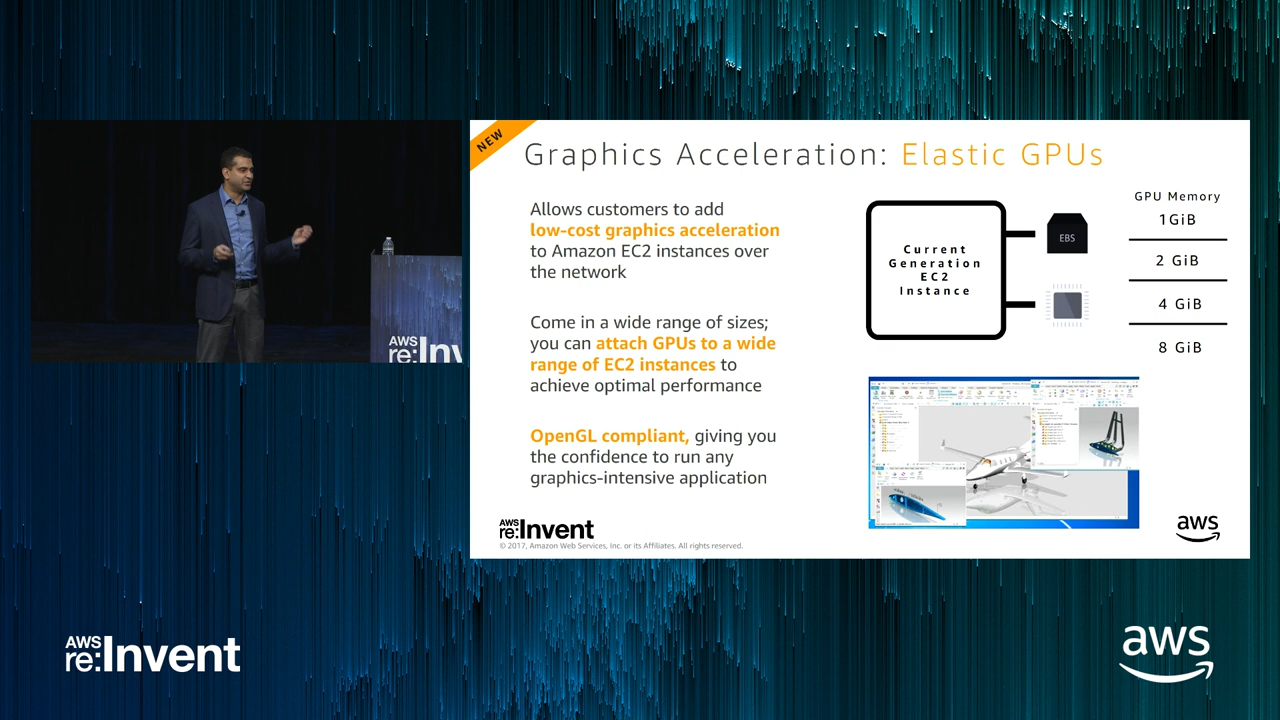 NEW
Graphics Acceleration: Elastic GPUs
Allows customers to add
low-cost graphics acceleration
to Amazon EC2 instances over
the network
Come in a wide range of sizes;
you can attach GPUs to a wide
range of EC2 instances to
achieve optimal performance
OpenGL compliant, giving you
the confidence to run any
graphics-intensive application
Current
Generation
EC2
Instance
EBS
GPU Memory
1GiB
2 GiB
4 GiB
8 GiB
AWS
re:Invent
© 2017, Amazon Web Services, Inc. or its Affiliates. All rights reserved.
aws
AWS
re:Inv
AWS
re:Invent
aws